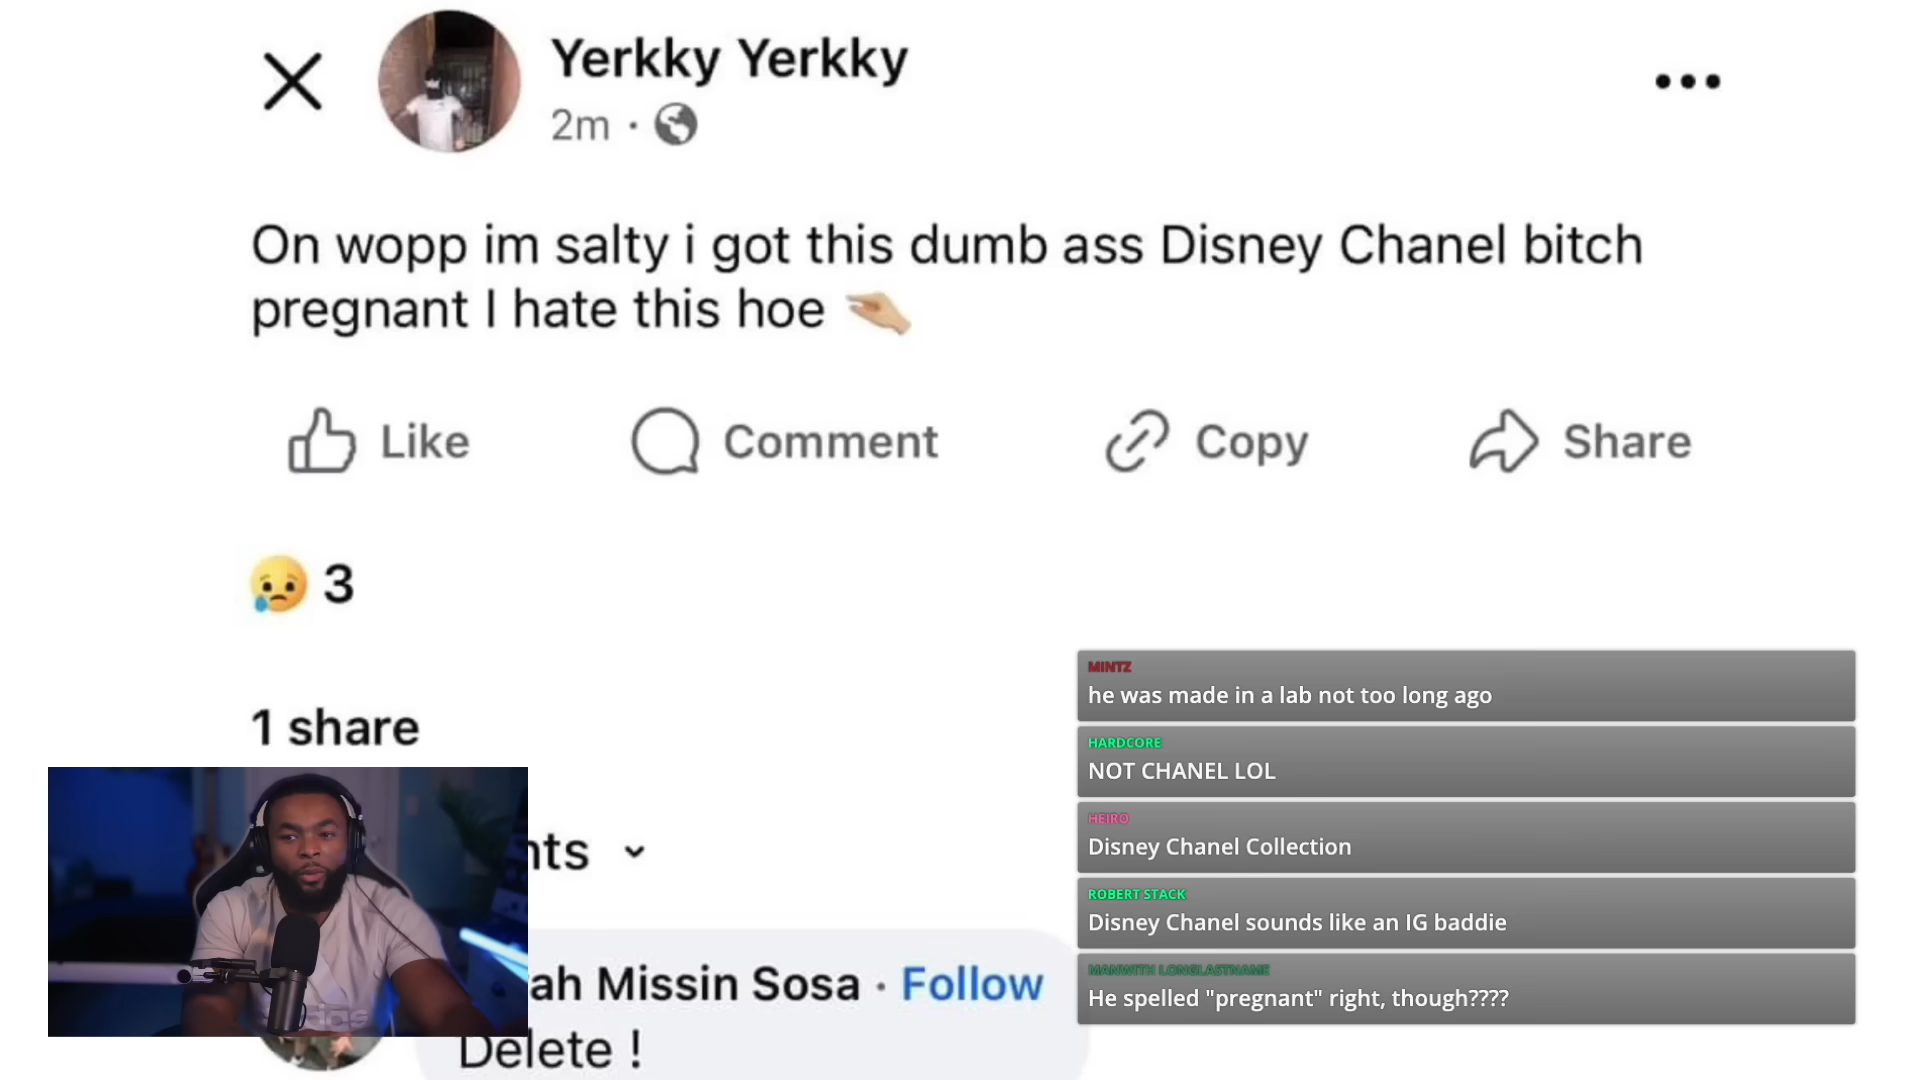 Yerkky Yerkky
2m ·
On wopp im salty i got this dumb ass Disney Chanel bitch
pregnant I hate this hoe
Like
Comment
Copy
Share
3
1 share
nts
ah Missin Sosa · Follow
Delete !
MINTZ
he was made in a lab not too long ago
HARDCORE
NOT CHANEL LOL
HEIRO
Disney Chanel Collection
ROBERT STACK
Disney Chanel sounds like an IG baddie
MANWITH LONGLASTNAME
He spelled "pregnant" right, though????